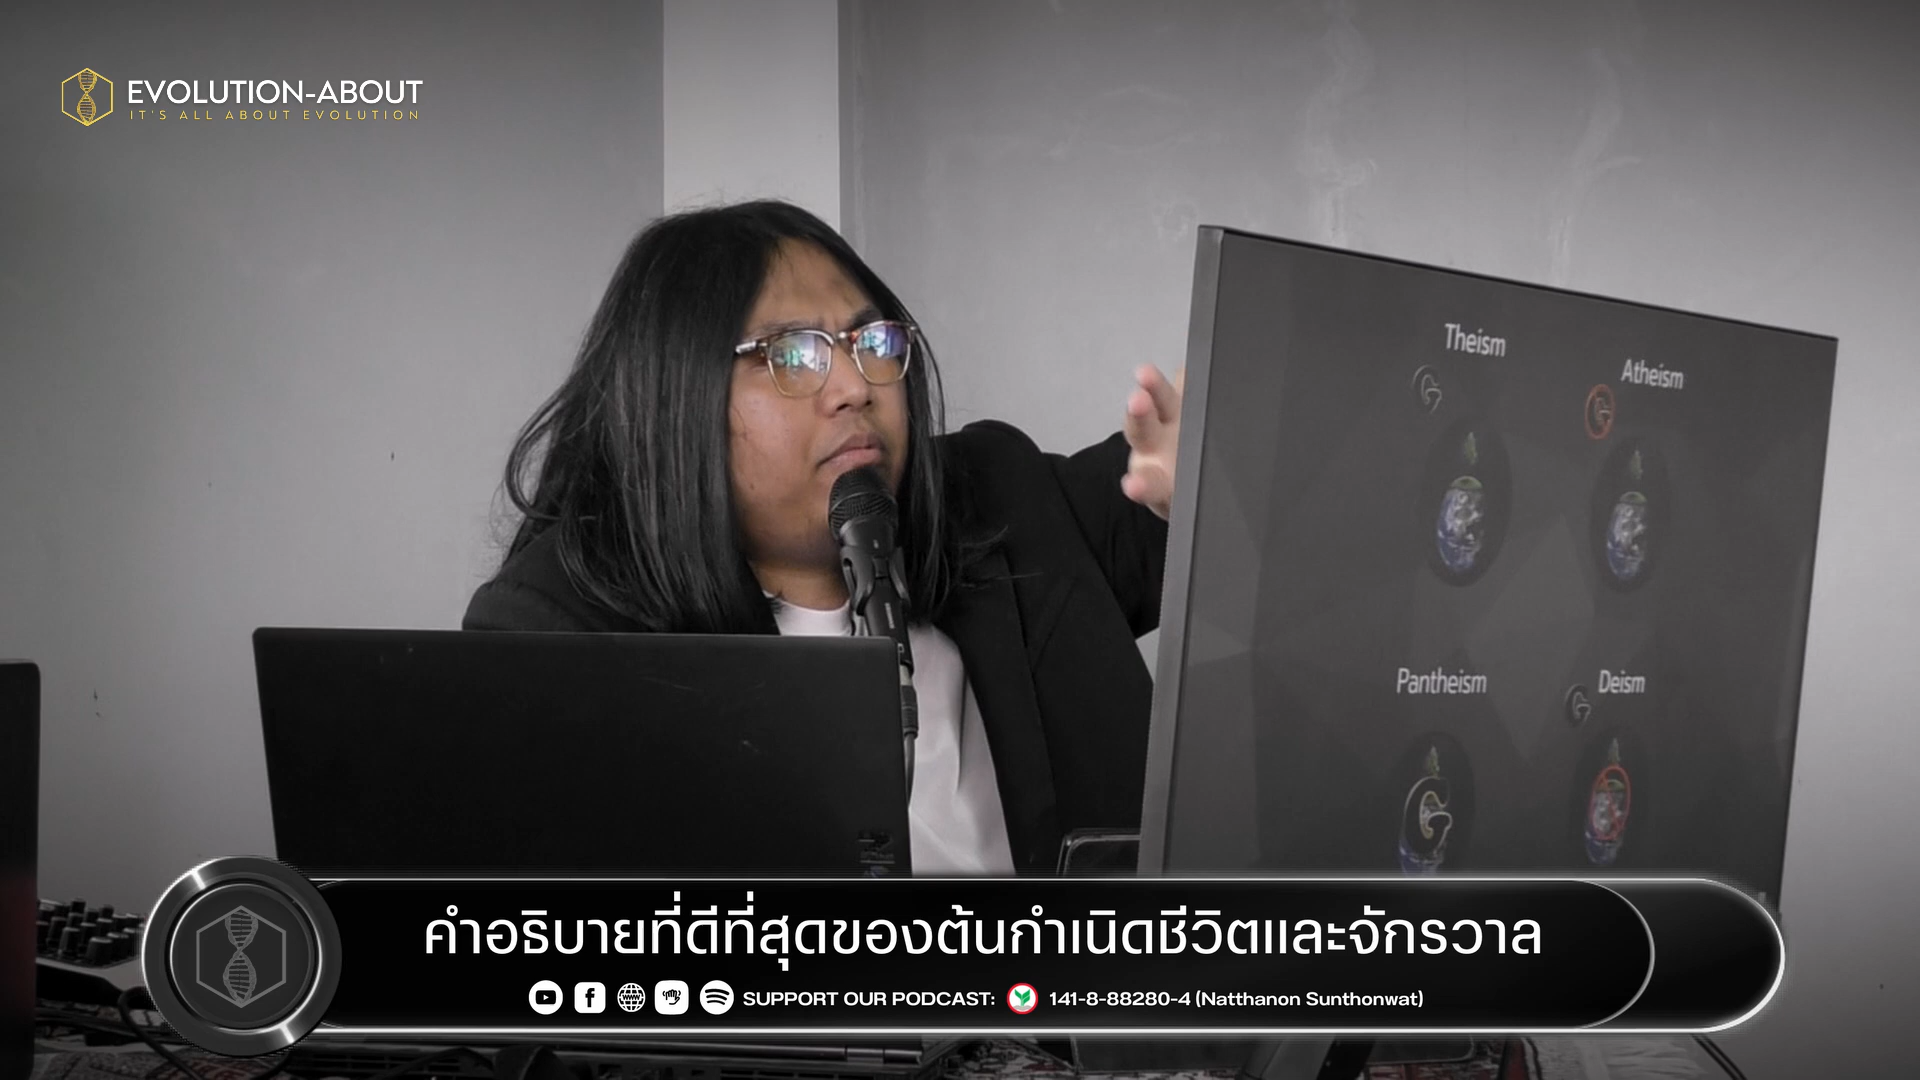 EVOLUTION-ABOUT
IT'S ALL ABOUT EVOLUTION
Theism
G
Atheism
G
Pantheism
Deism
G
G
คำอธิบายที่ดีที่สุดของต้นกำเนิดชีวิตและจักรวาล
SUPPORT OUR PODCAST: 141-8-88280-4 (Natthanon Sunthonwat)